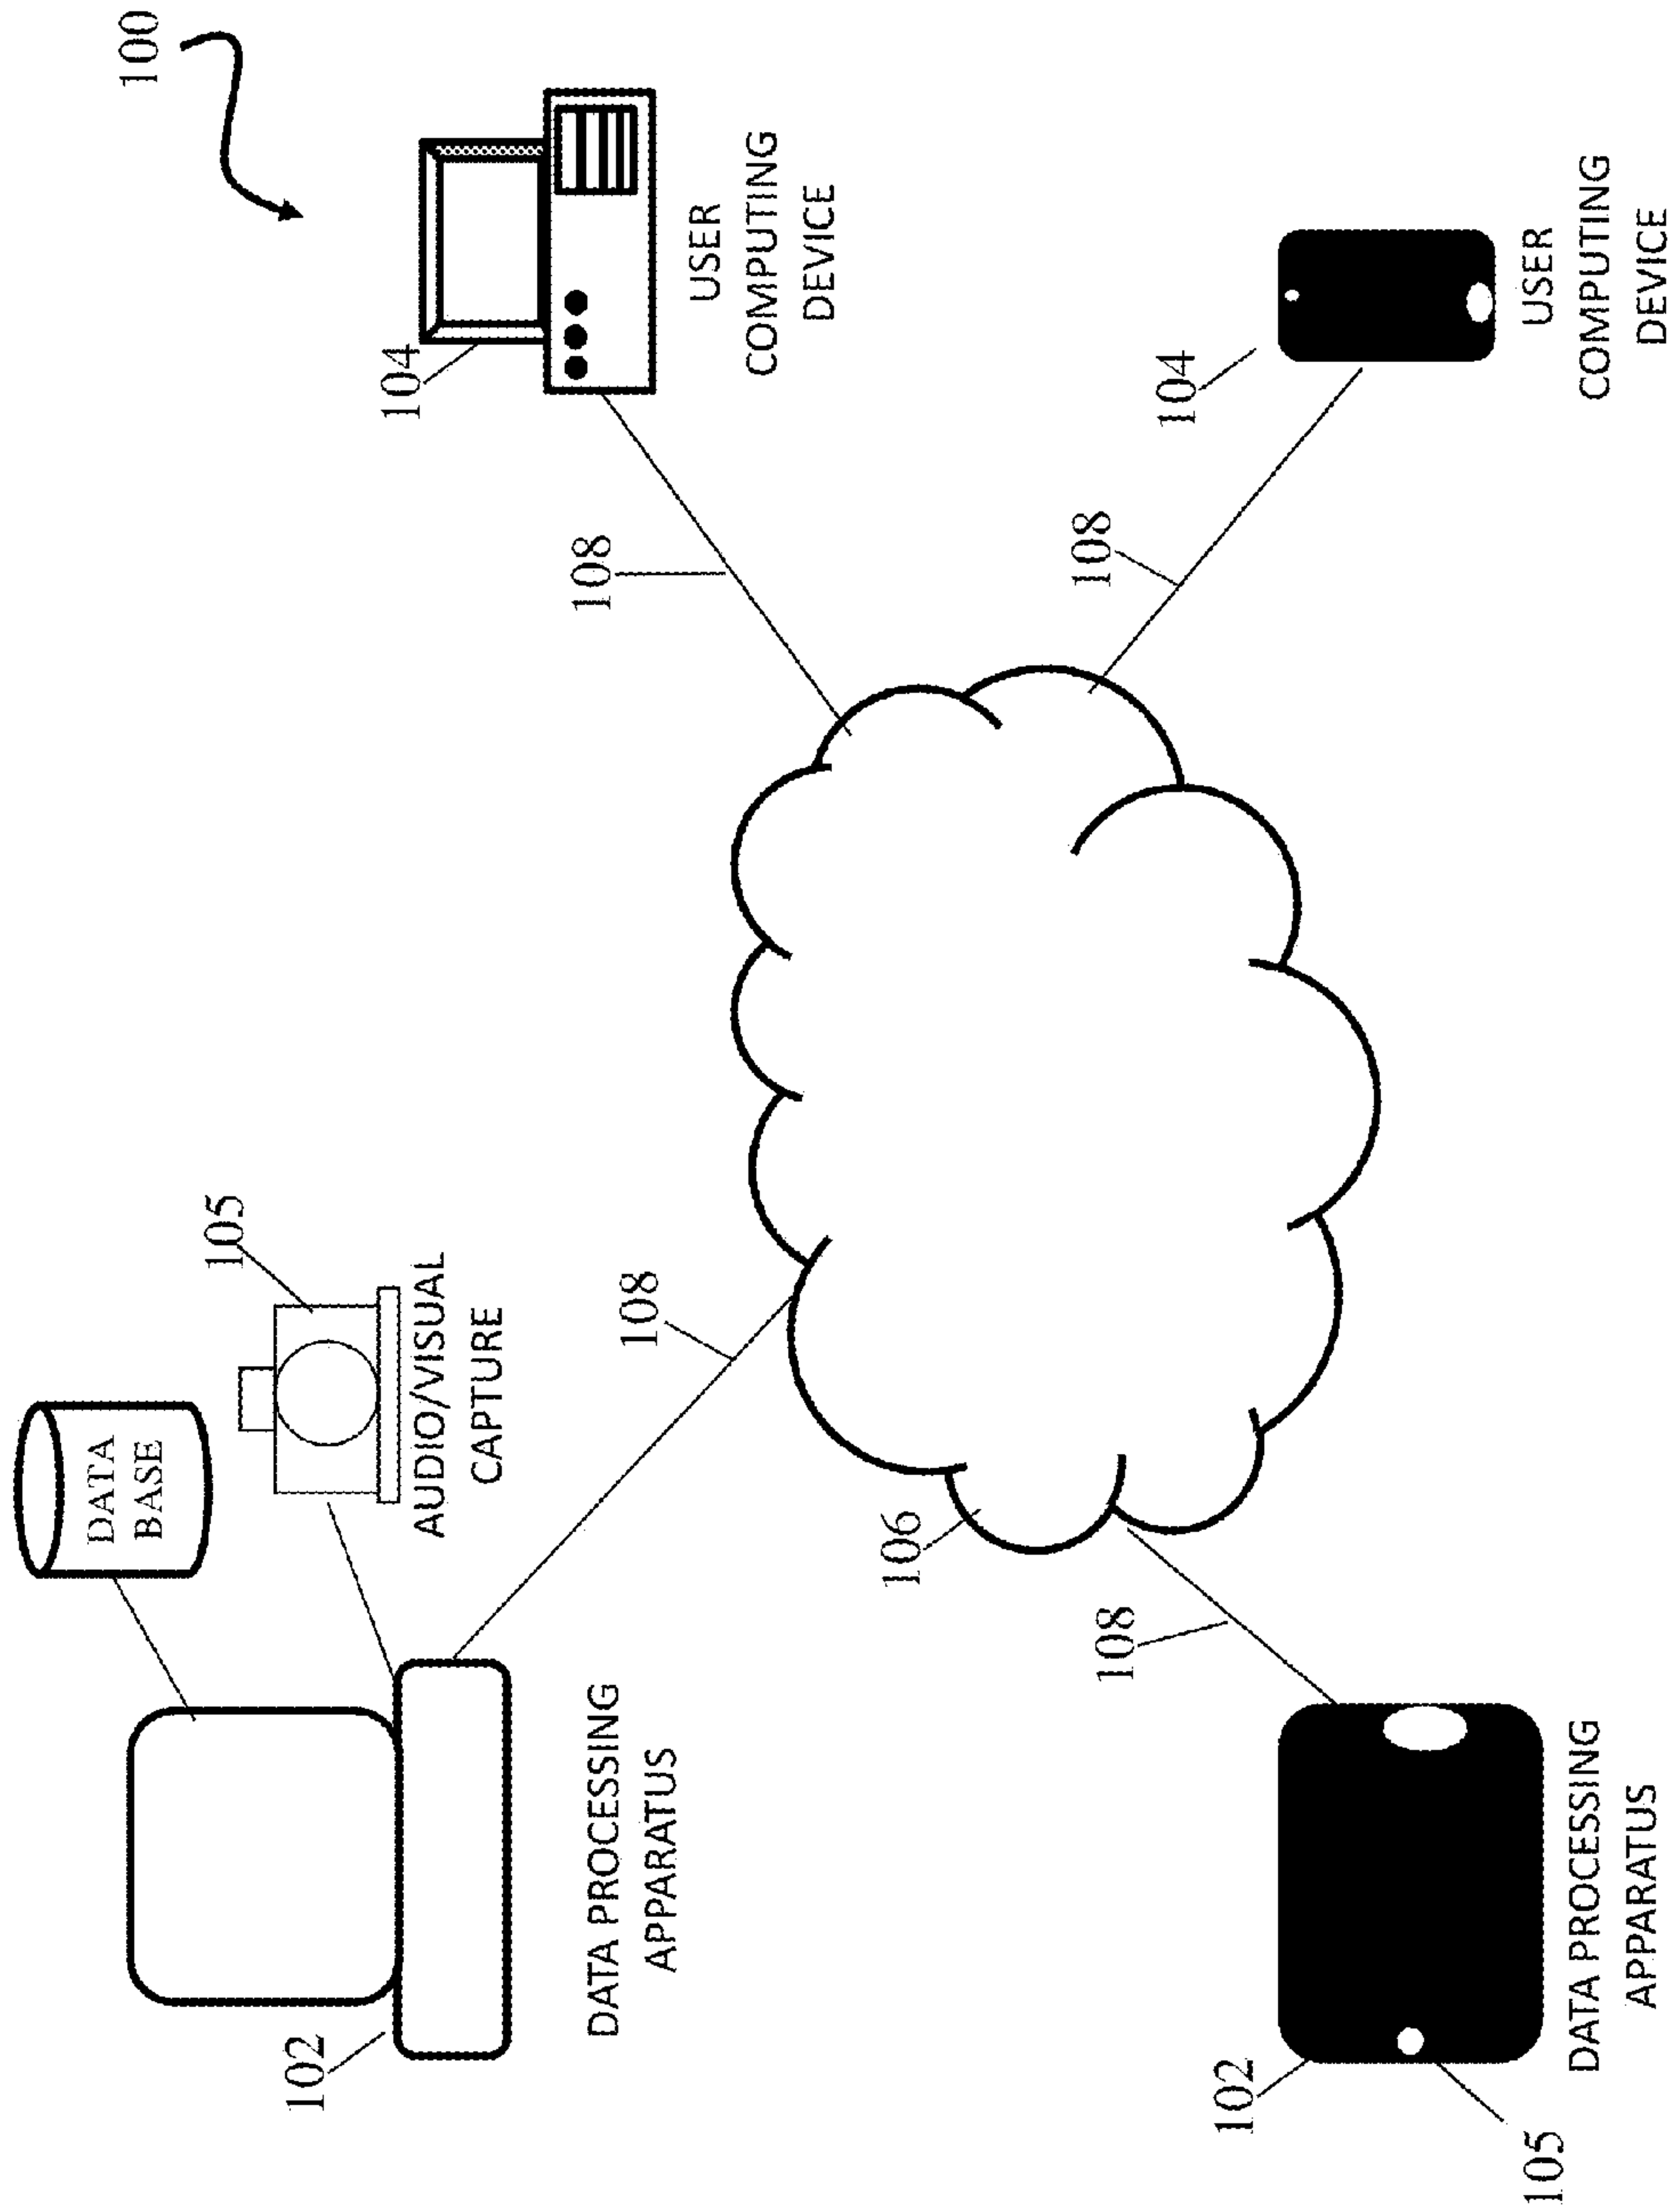 100
DATA
BASE
105
AUDIO/VISUAL
CAPTURE
102
DATA PROCESSING
APPARATUS
108
104
USER
COMPUTING
DEVICE
108
106
108
108
102
105
DATA PROCESSING
APPARATUS
104
USER
COMPUTING
DEVICE